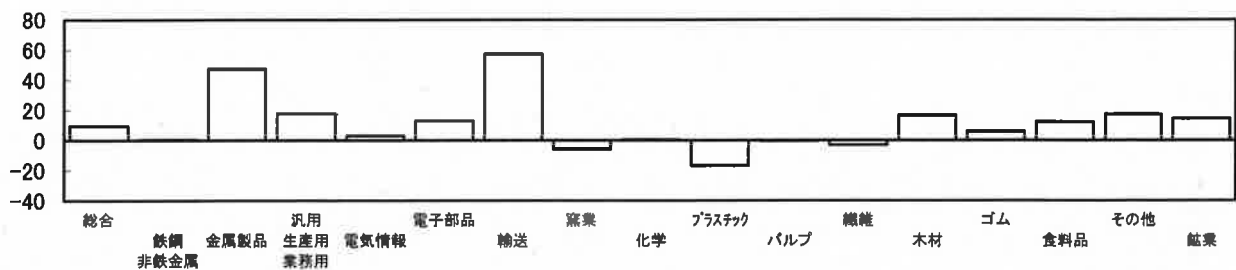 80
60
40
20
0
-20
-40
総合
鉄鋼
非鉄金属
金属製品
汎用
生産用
業務用
電気情報
電子部品
輸送
窯業
化学
プラスチック
パルプ
繊維
木材
ゴム
食料品
その他
鉱業